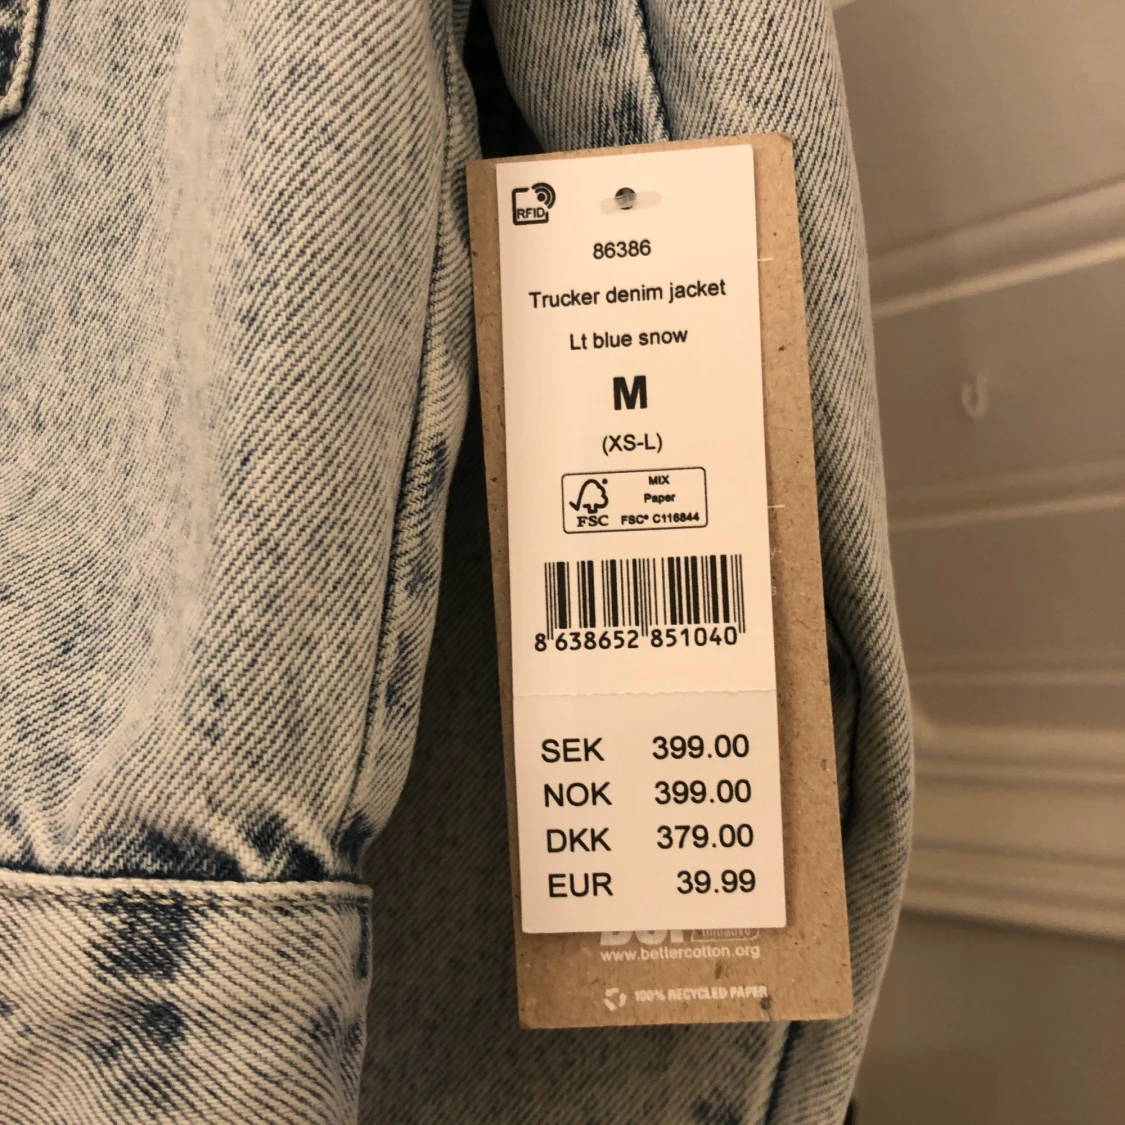 RFID
86386
Trucker denim jacket
Lt blue snow
M
(XS-L)
MIX
Paper
FSC FSC® C116844
8 638652 851040
SEK 399.00
NOK 399.00
DKK 379.00
EUR 39.99
Initiative
www.bettercotton.org
100% RECYCLED PAPER